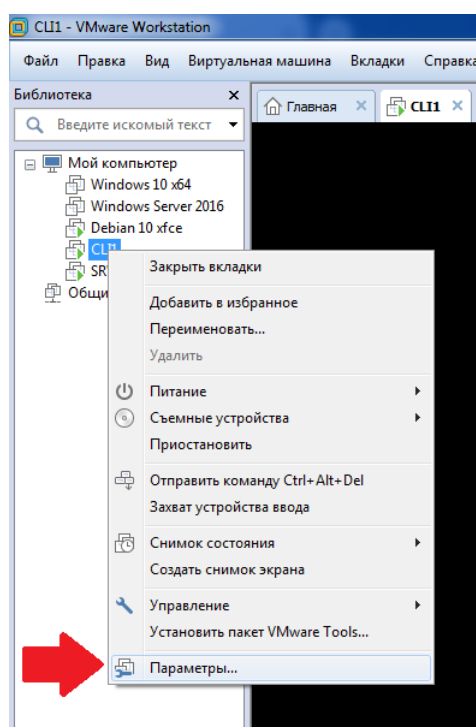 CLI1 - VMware Workstation
Файл Правка Вид Виртуальная машина Вкладки Справка
Библиотека
Главная
CLI1
Введите искомый текст
Мой компьютер
Windows 10 x64
Windows Server 2016
Debian 10 xfce
CLI1
SR
Общи
Закрыть вкладки
Добавить в избранное
Переименовать...
Удалить
Питание
Съемные устройства
Приостановить
Отправить команду Ctrl+Alt+Del
Захват устройства ввода
Снимок состояния
Создать снимок экрана
Управление
Установить пакет VMware Tools...
Параметры...